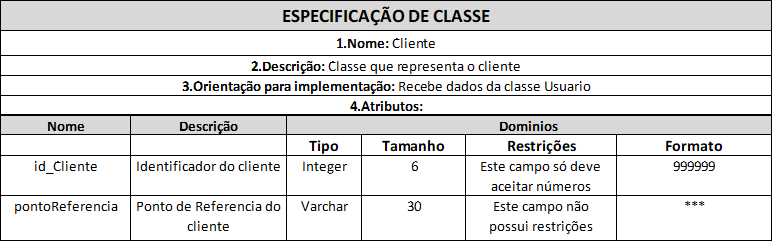 ESPECIFICAÇÃO DE CLASSE
1.Nome: Cliente
2.Descrição: Classe que representa o cliente
3.Orientação para implementação: Recebe dados da classe Usuario
4.Atributos:
Nome Descrição Dominios
Tipo Tamanho Restrições Formato
id_Cliente Identificador do cliente Integer 6 Este campo só deve 999999
aceitar números
pontoReferencia Ponto de Referencia do Varchar 30 Este campo não ***
cliente possui restrições